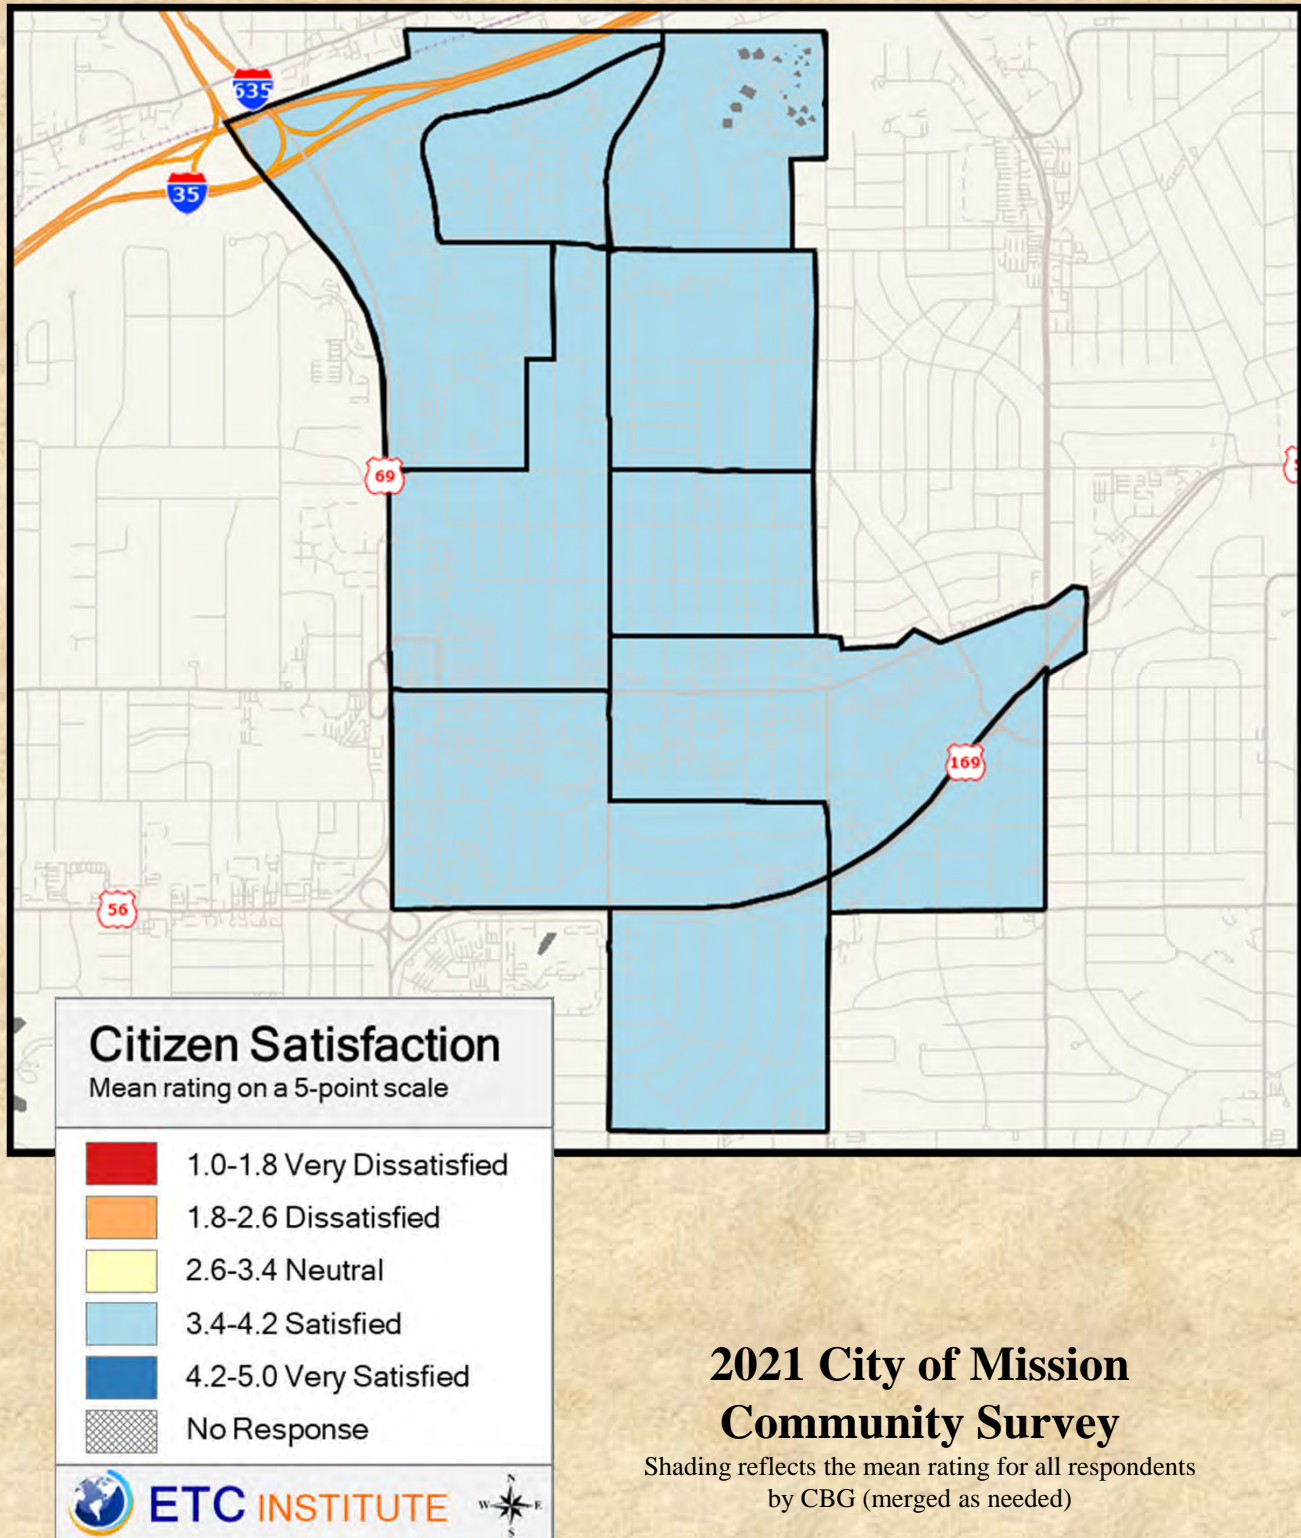 635
35
69
169
56
Citizen Satisfaction
Mean rating on a 5-point scale
1.0-1.8 Very Dissatisfied
1.8-2.6 Dissatisfied
2.6-3.4 Neutral
3.4-4.2 Satisfied
4.2-5.0 Very Satisfied
No Response
ETC INSTITUTE
N
W E
S
2021 City of Mission
Community Survey
Shading reflects the mean rating for all respondents
by CBG (merged as needed)